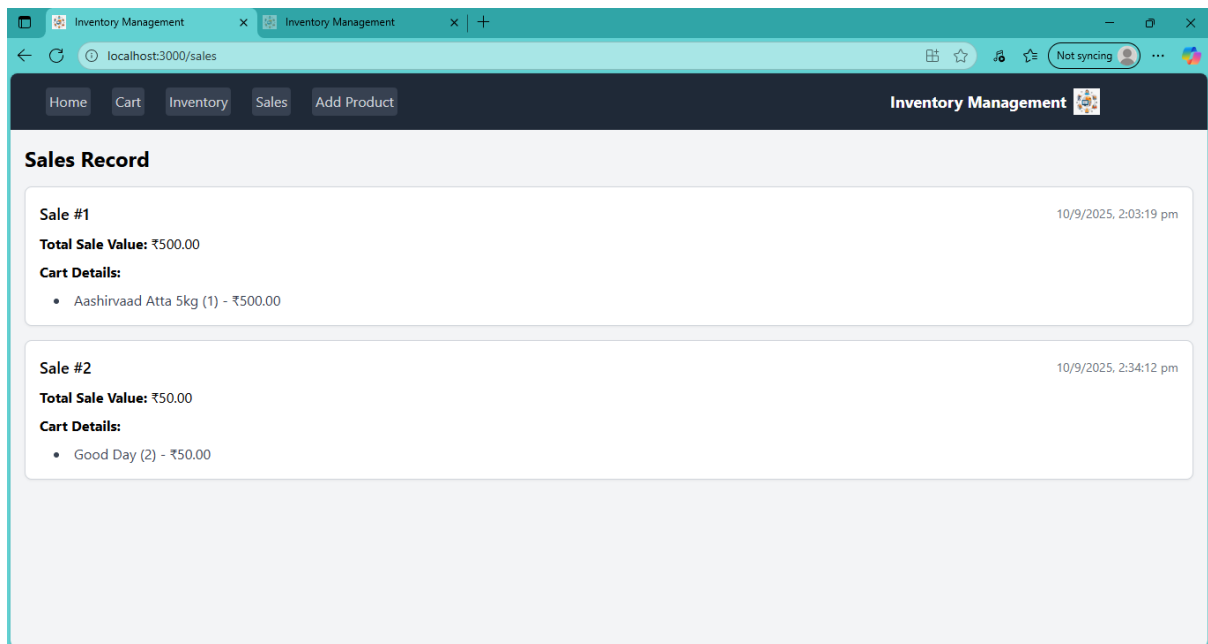 Inventory Management
Inventory Management
localhost:3000/sales
Not syncing
Home Cart Inventory Sales Add Product
Inventory Management
Sales Record
Sale #1
10/9/2025, 2:03:19 pm
Total Sale Value: ₹500.00
Cart Details:
• Aashirvaad Atta 5kg (1) - ₹500.00
Sale #2
10/9/2025, 2:34:12 pm
Total Sale Value: ₹50.00
Cart Details:
• Good Day (2) - ₹50.00